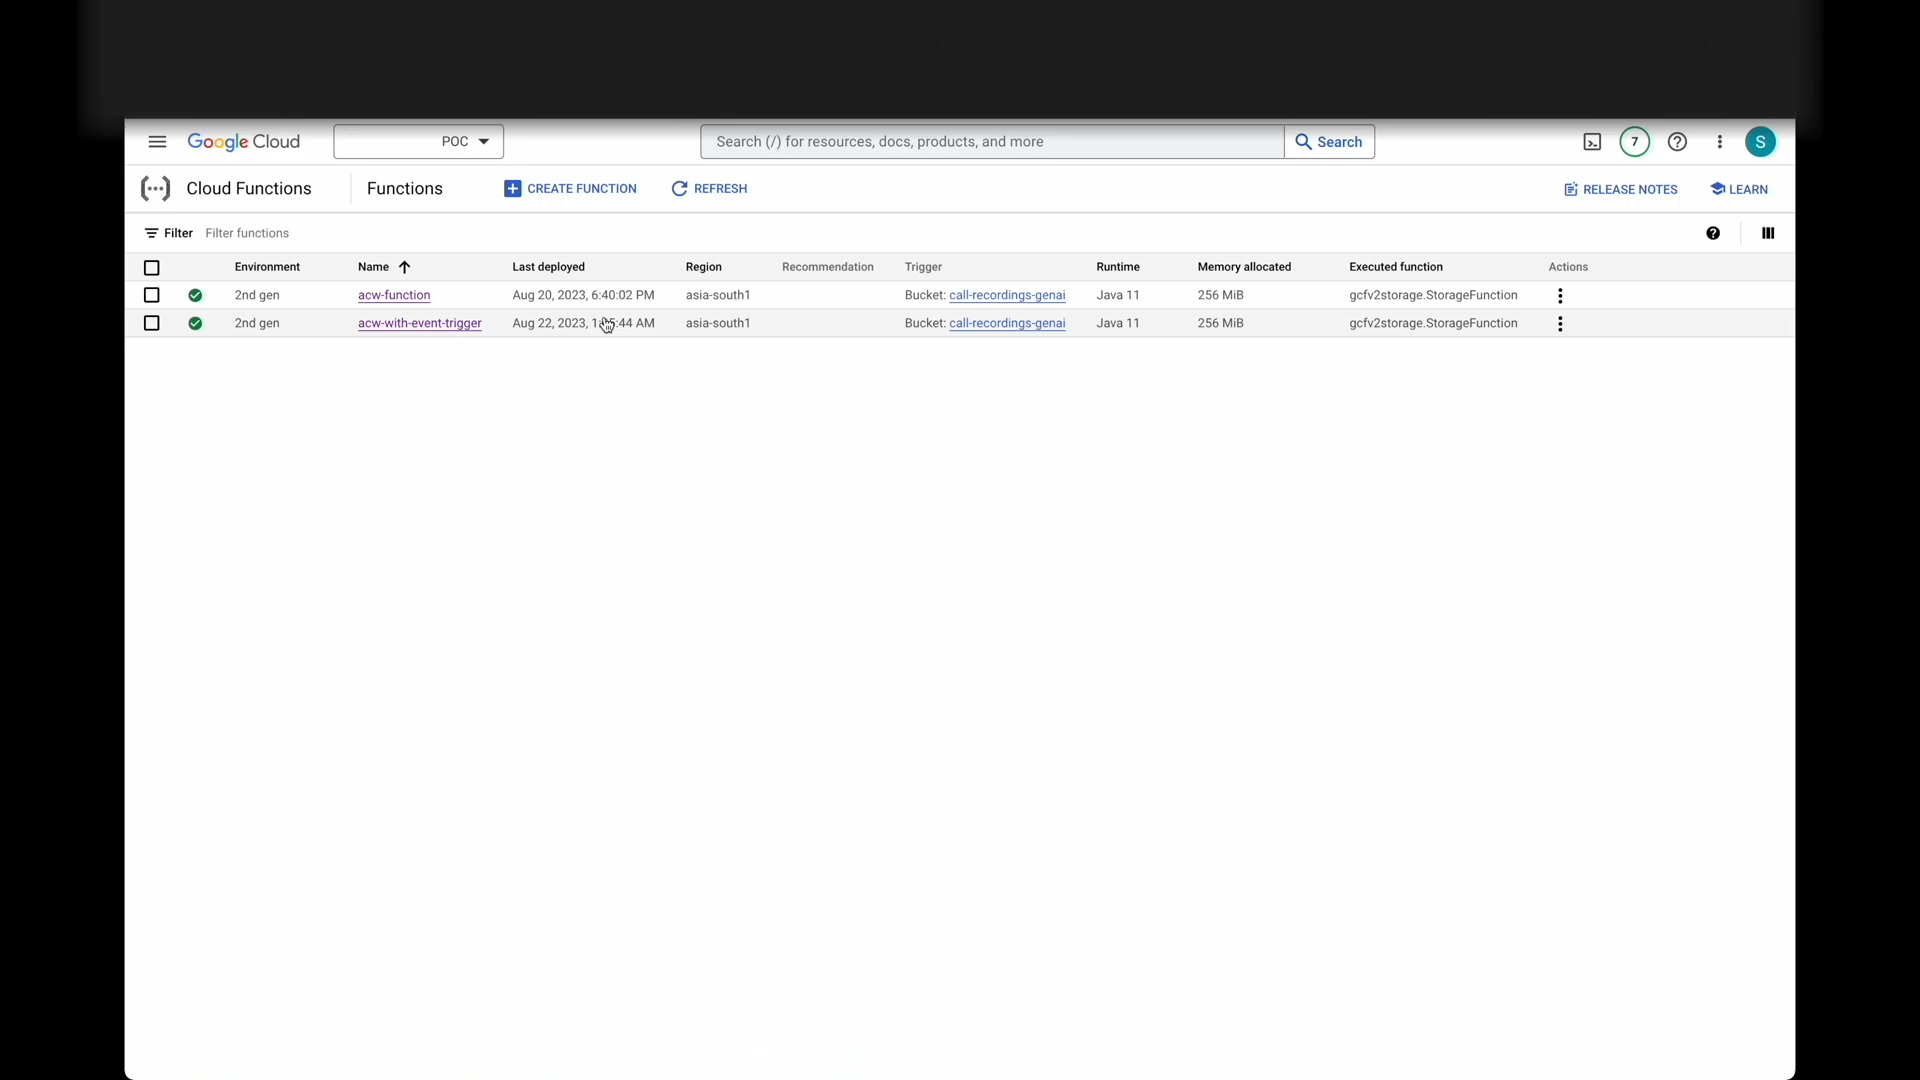 Google Cloud POC Search (/) for resources, docs, products, and more Search 7 S
Cloud Functions Functions CREATE FUNCTION REFRESH RELEASE NOTES LEARN
Filter Filter functions
Environment Name Last deployed Region Recommendation Trigger Runtime Memory allocated Executed function Actions
2nd gen acw-function Aug 20, 2023, 6:40:02 PM asia-south1 Bucket: call-recordings-genai Java 11 256 MiB gcfv2storage.StorageFunction
2nd gen acw-with-event-trigger Aug 22, 2023, AM asia-south1 Bucket: call-recordings-genai Java 11 256 MiB gcfv2storage.StorageFunction